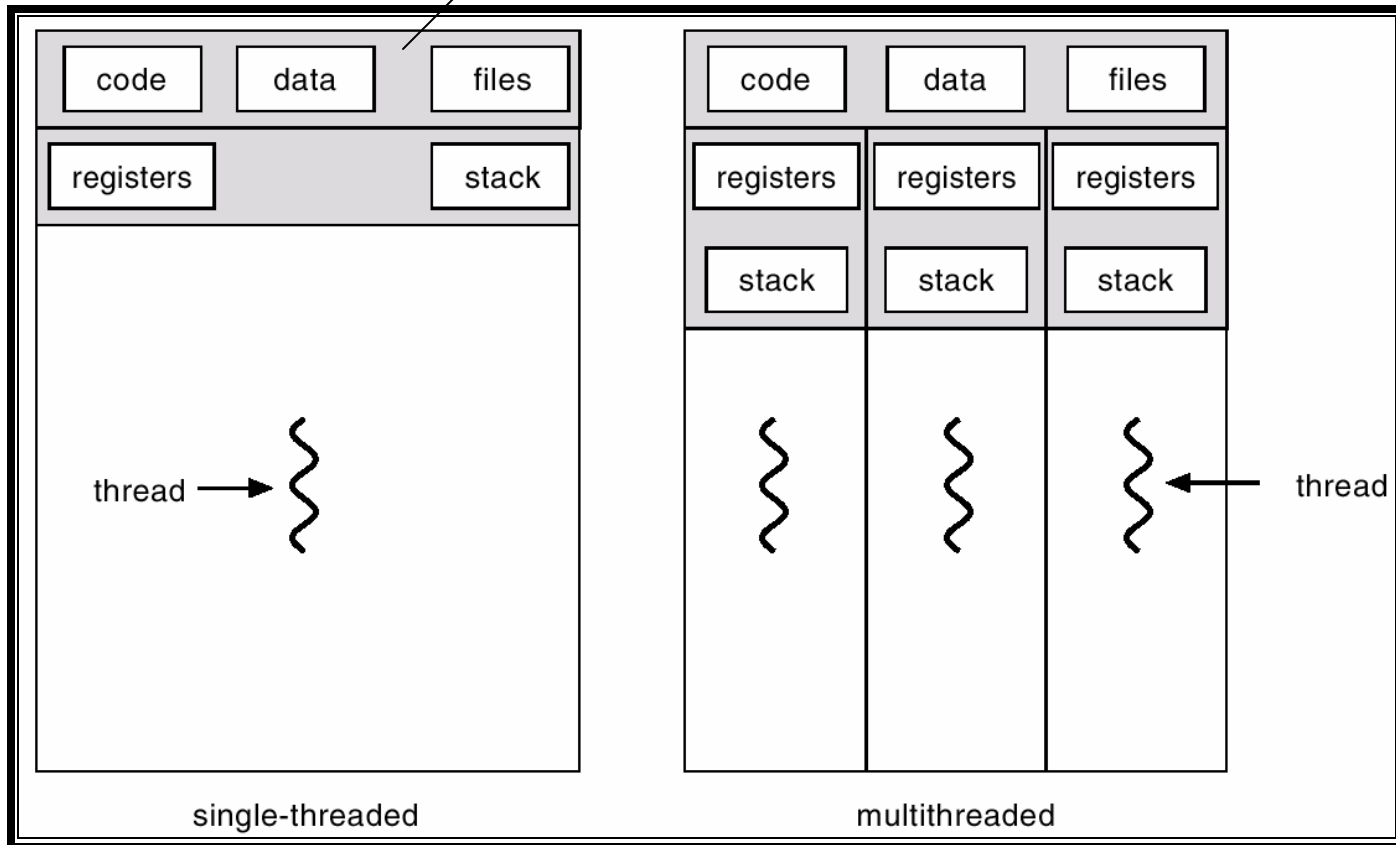 code data files
registers stack
thread
single-threaded
code data files
registers registers registers
stack stack stack
thread
multithreaded